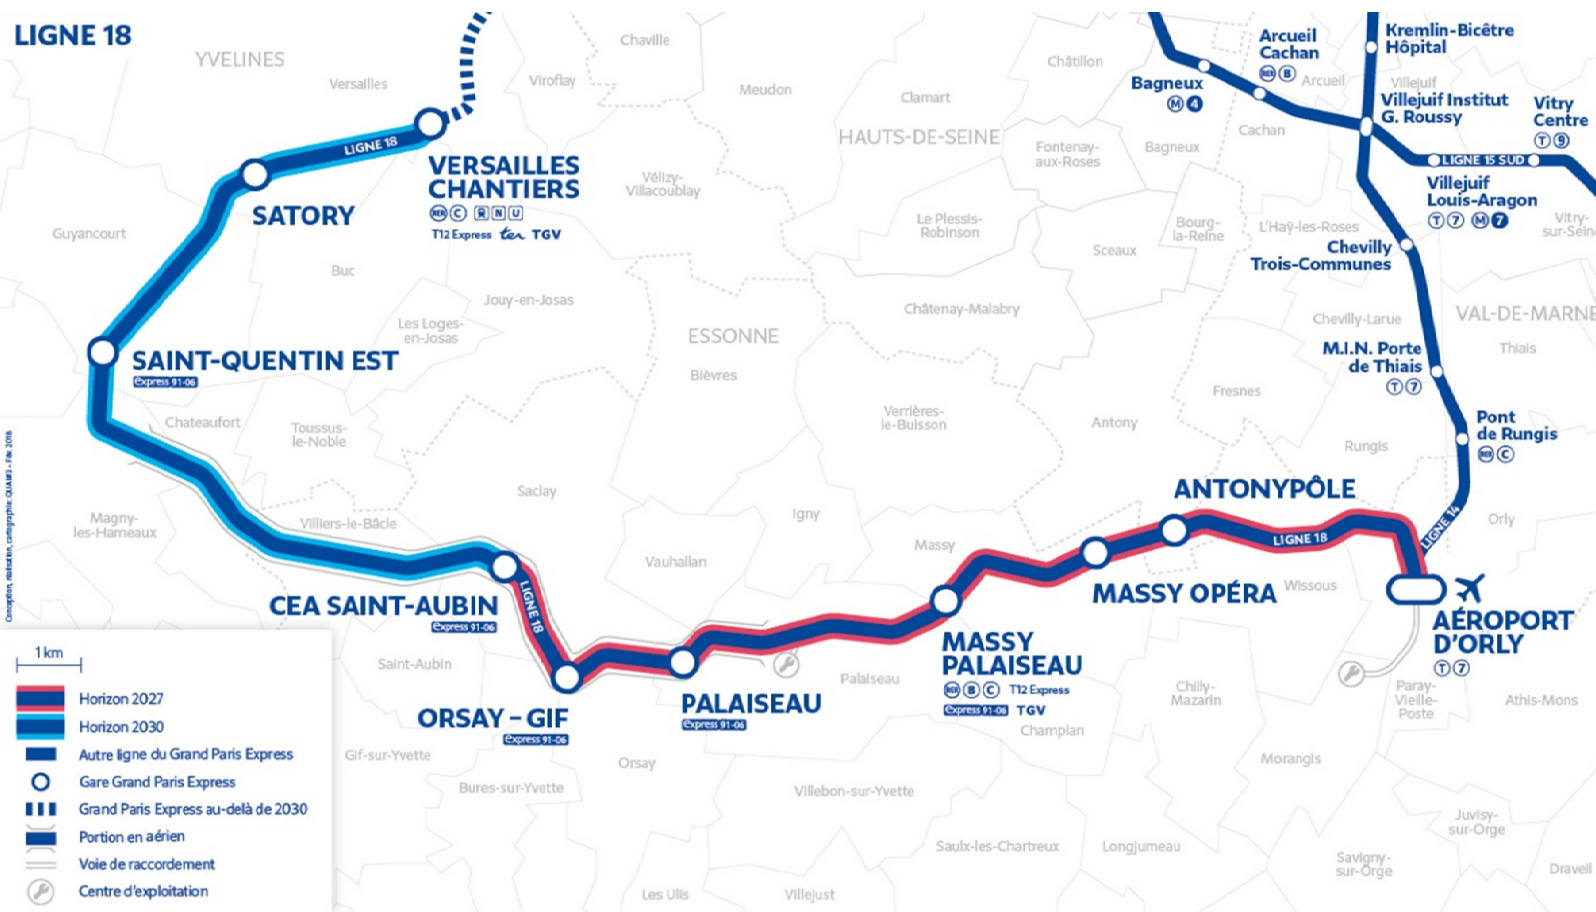 LIGNE 18
YVELINES
Versailles
Viroflay
Chaville
Meudon
Clamart
HAUTS-DE-SEINE
Châtillon
Fontenay-
aux-Roses
Bagneux
M 4
Arcueil
Cachan
RER B
Arcueil
Cachan
Bagneux
Kremlin-Bicêtre
Hôpital
Villejuif
Villejuif Institut
G. Roussy
Vitry
Centre
T 9
LIGNE 15 SUD
Villejuif
Louis-Aragon
T 7 M 7
Vitry-
sur-Seine
LIGNE 18
VERSAILLES
CHANTIERS
RER C R N U
T12 Express ter TGV
SATORY
Guyancourt
Buc
Jouy-en-Josas
Les Loges-
en-Josas
Vélizy-
Villacoublay
Le Plessis-
Robinson
Sceaux
Bourg-
la-Reine
L'Haÿ-les-Roses
Chevilly
Trois-Communes
Châtenay-Malabry
ESSONNE
Bièvres
VAL-DE-MARNE
Chevilly-Larue
Thiais
M.I.N. Porte
de Thiais
T 7
Fresnes
Verrières-
le-Buisson
Antony
Rungis
Pont
de Rungis
RER C
SAINT-QUENTIN EST
Express 91-06
Chateaufort
Toussus-
le-Noble
Saclay
Igny
Magny-
les-Hameaux
Villiers-le-Bâcle
Vauhallan
Massy
ANTONYPÔLE
LIGNE 18
LIGNE 14
Orly
Wissous
MASSY OPÉRA
AÉROPORT
D'ORLY
T 7
CEA SAINT-AUBIN
Express 91-06
LIGNE 18
Saint-Aubin
ORSAY – GIF
Express 91-06
PALAISEAU
Express 91-06
Palaiseau
MASSY
PALAISEAU
RER B C T12 Express
Express 91-06 TGV
Champlan
Chilly-
Mazarin
Paray-
Vieille-
Poste
Athis-Mons
Gif-sur-Yvette
Bures-sur-Yvette
Orsay
Villebon-sur-Yvette
Morangis
Juvisy-
sur-Orge
Saulx-les-Chartreux
Longjumeau
Savigny-
sur-Orge
Draveil
Les Ulis
Villejust
1 km
Horizon 2027
Horizon 2030
Autre ligne du Grand Paris Express
Gare Grand Paris Express
Grand Paris Express au-delà de 2030
Portion en aérien
Voie de raccordement
Centre d'exploitation